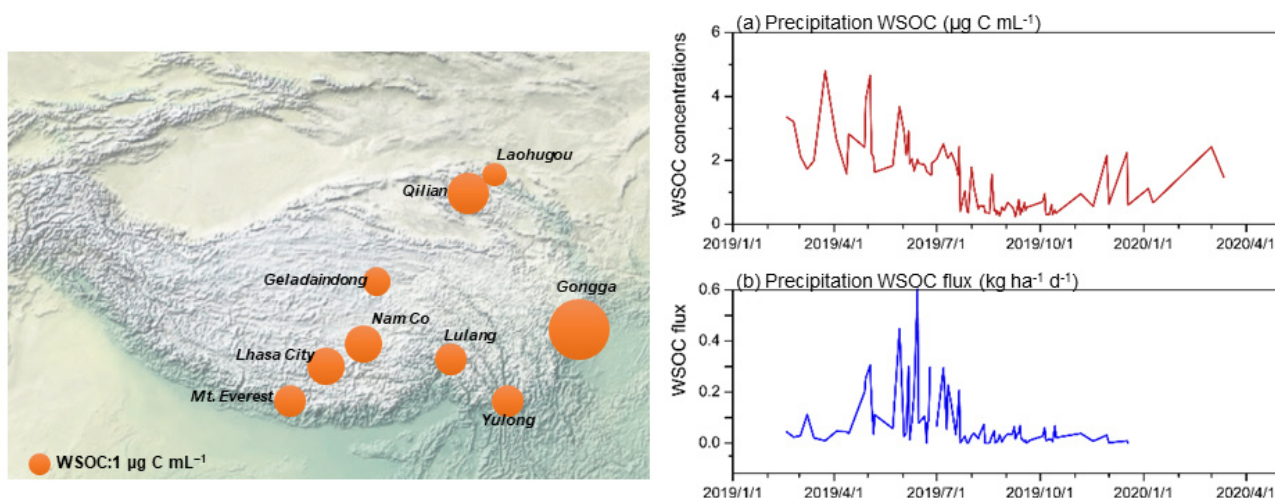 Laohugou
Qilian
Geladaindong
Gongga
Nam Co
Lulang
Lhasa City
Mt. Everest
Yulong
WSOC:1 µg C mL⁻¹
(a) Precipitation WSOC (µg C mL⁻¹)
WSOC concentrations
6
4
2
0
2019/1/1 2019/4/1 2019/7/1 2019/10/1 2020/1/1 2020/4/1
(b) Precipitation WSOC flux (kg ha⁻¹ d⁻¹)
WSOC flux
0.6
0.4
0.2
0.0
2019/1/1 2019/4/1 2019/7/1 2019/10/1 2020/1/1 2020/4/1